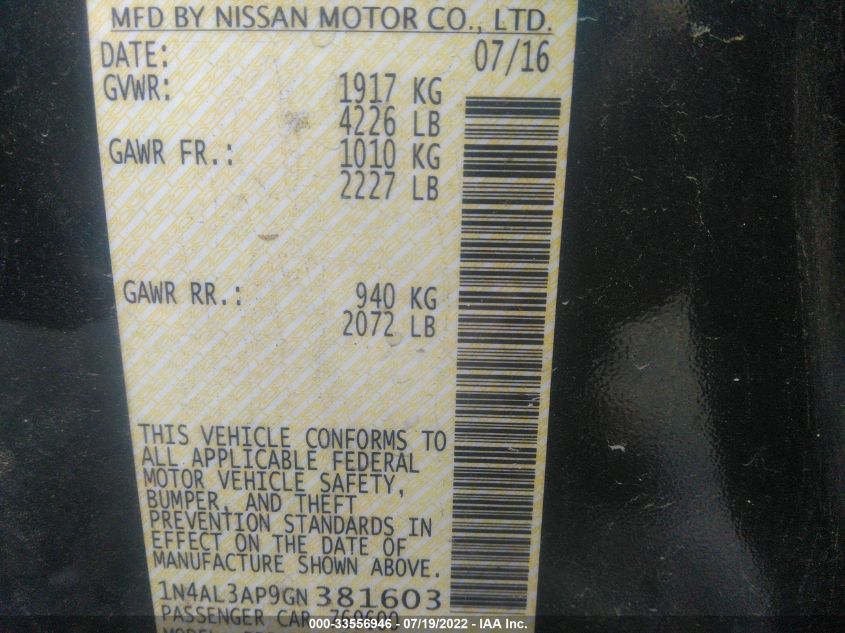 MFD BY NISSAN MOTOR CO., LTD.
DATE: 07/16
GVWR: 1917 KG
4226 LB
GAWR FR.: 1010 KG
2227 LB
GAWR RR.: 940 KG
2072 LB
THIS VEHICLE CONFORMS TO
ALL APPLICABLE FEDERAL
MOTOR VEHICLE SAFETY,
BUMPER, AND THEFT
PREVENTION STANDARDS IN
EFFECT ON THE DATE OF
MANUFACTURE SHOWN ABOVE.
1N4AL3AP9GN381603
PASSENGER CAR
000-33556946 - 07/19/2022 - IAA Inc.